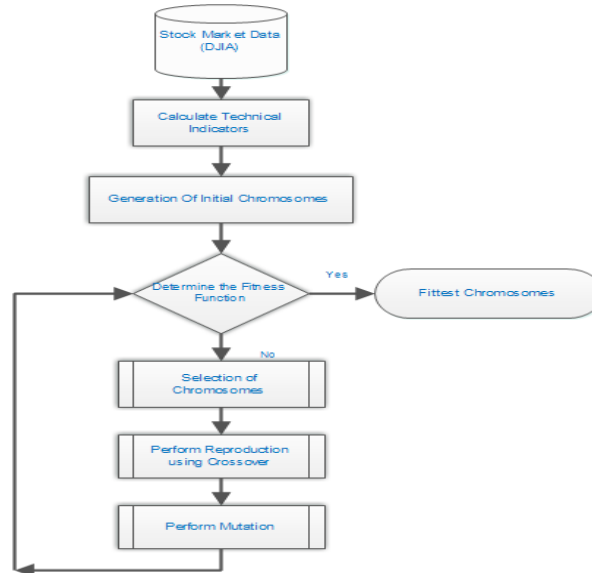 Stock Market Data
(DJIA)
Calculate Technical
Indicators
Generation Of Initial Chromosomes
Determine the Fitness
Function
Yes
Fittest Chromosomes
No
Selection of
Chromosomes
Perform Reproduction
using Crossover
Perform Mutation